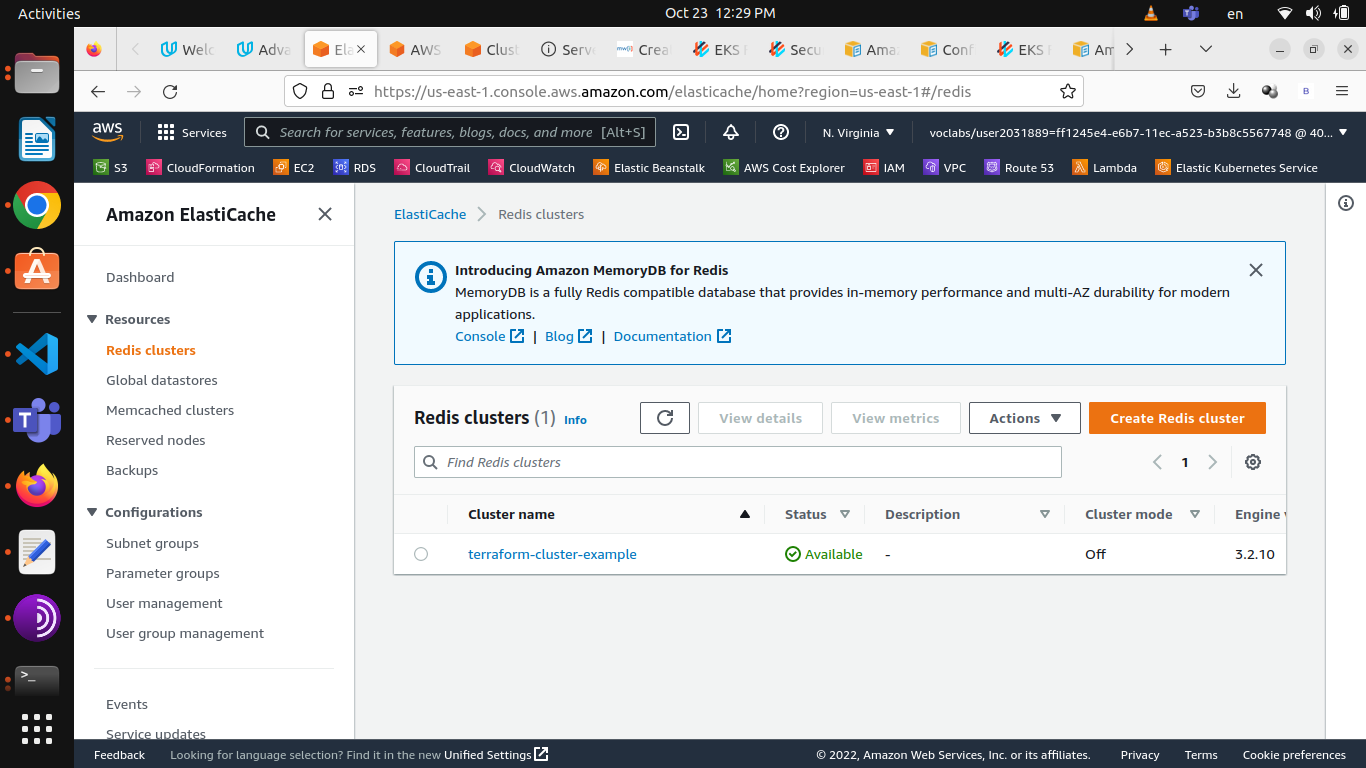 Activities
Oct 23 12:29 PM
en
Welc
Adva
Ela
AWS
Clust
Serve
Crea
EKS
Secu
Amaz
Conf
EKS
Am
https://us-east-1.console.aws.amazon.com/elasticache/home?region=us-east-1#/redis
B
aws
Services
Search for services, features, blogs, docs, and more [Alt+S]
N. Virginia
voclabs/user2031889=ff1245e4-e6b7-11ec-a523-b3b8c5567748 @ 40...
S3
CloudFormation
EC2
RDS
CloudTrail
CloudWatch
Elastic Beanstalk
AWS Cost Explorer
IAM
VPC
Route 53
Lambda
Elastic Kubernetes Service
Amazon ElastiCache
Dashboard
Resources
Redis clusters
Global datastores
Memcached clusters
Reserved nodes
Backups
Configurations
Subnet groups
Parameter groups
User management
User group management
Events
Service updates
ElastiCache
Redis clusters
Introducing Amazon MemoryDB for Redis
MemoryDB is a fully Redis compatible database that provides in-memory performance and multi-AZ durability for modern
applications.
Console | Blog | Documentation
Redis clusters (1) Info
View details
View metrics
Actions
Create Redis cluster
Find Redis clusters
1
Cluster name
Status
Description
Cluster mode
Engine
terraform-cluster-example
Available
-
Off
3.2.10
Feedback
Looking for language selection? Find it in the new Unified Settings
© 2022, Amazon Web Services, Inc. or its affiliates.
Privacy
Terms
Cookie preferences